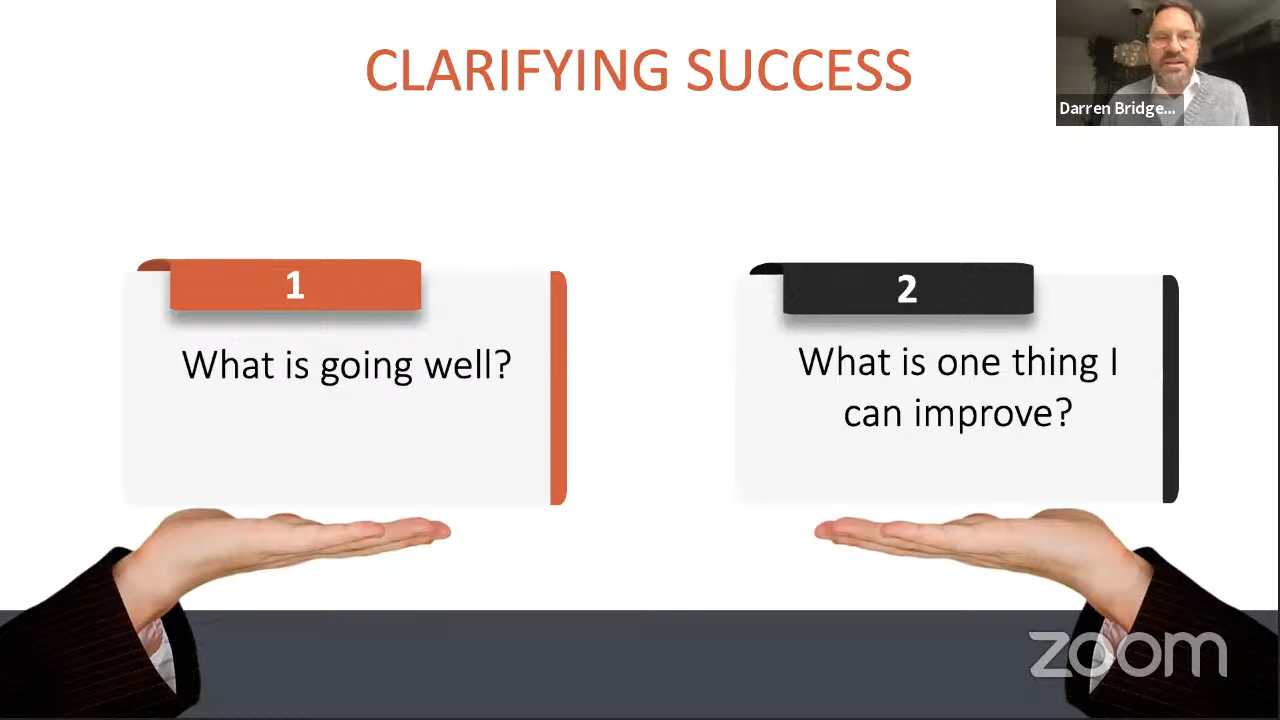 CLARIFYING SUCCESS
Darren Bridge...
1
What is going well?
2
What is one thing I
can improve?
zoom